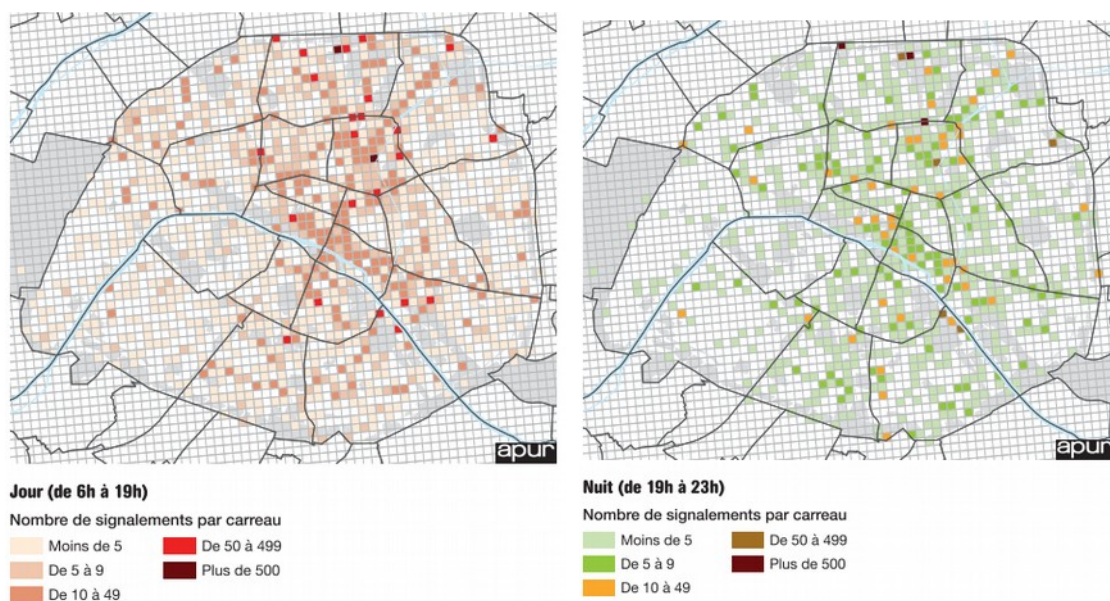 apur
Jour (de 6h à 19h)
Nombre de signalements par carreau
Moins de 5
De 5 à 9
De 10 à 49
De 50 à 499
Plus de 500
apur
Nuit (de 19h à 23h)
Nombre de signalements par carreau
Moins de 5
De 5 à 9
De 10 à 49
De 50 à 499
Plus de 500